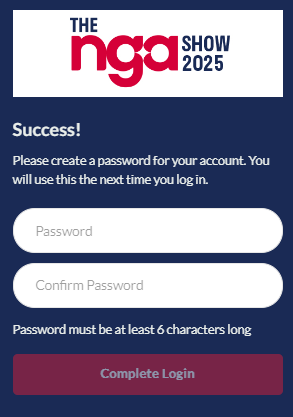 THE
nga SHOW
2025
Success!
Please create a password for your account. You
will use this the next time you log in.
Password
Confirm Password
Password must be at least 6 characters long
Complete Login